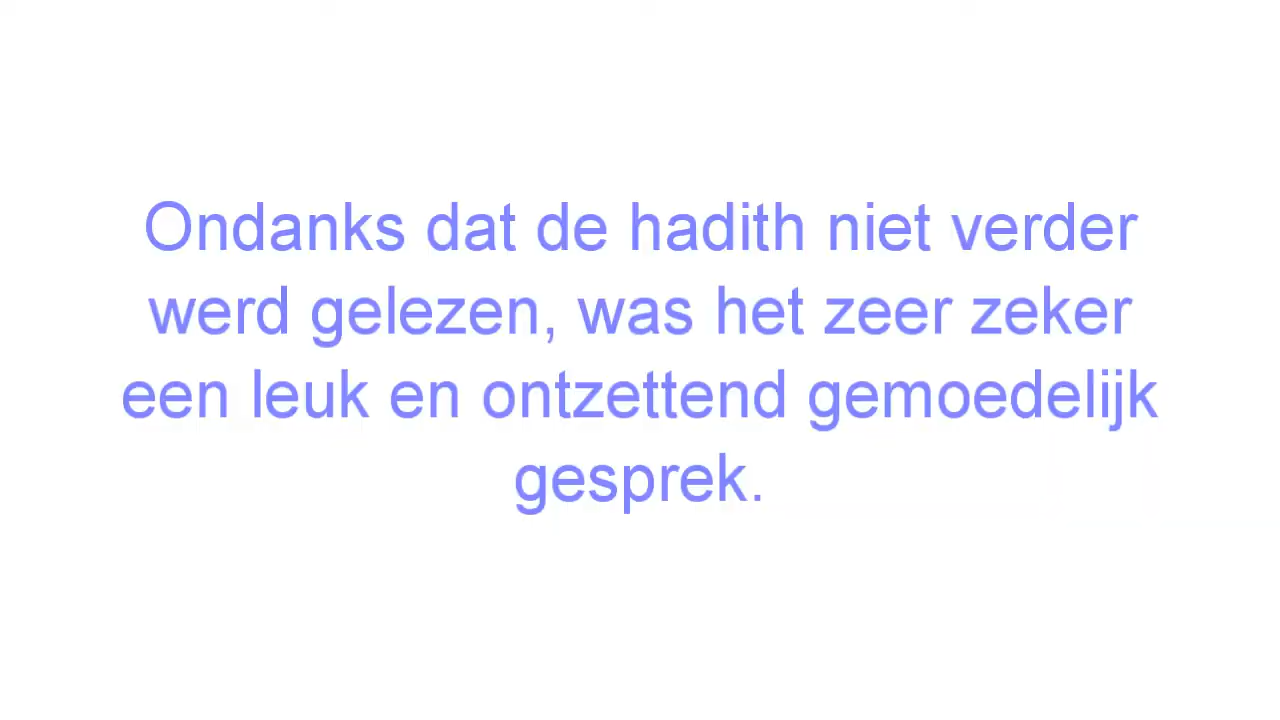 Ondanks dat de hadith niet verder
werd gelezen, was het zeer zeker
een leuk en ontzettend gemoedelijk
gesprek.